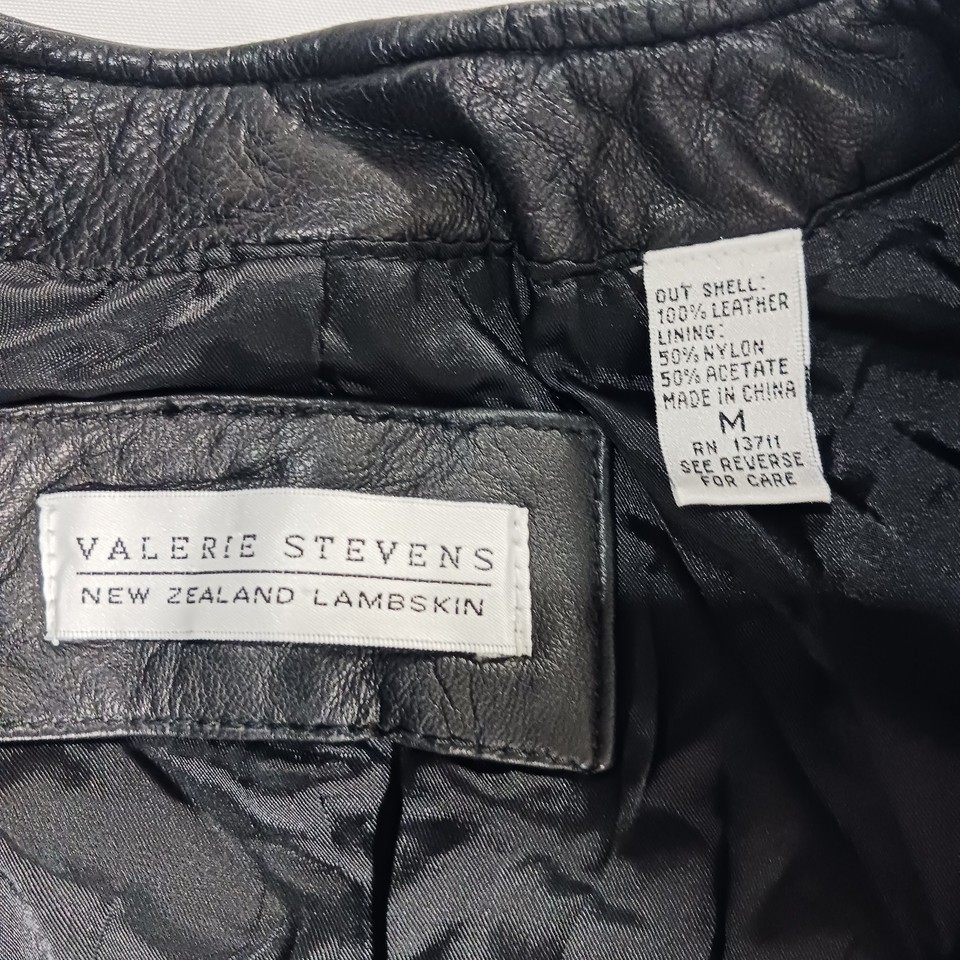 OUT SHELL:
100% LEATHER
LINING:
50% NYLON
50% ACETATE
MADE IN CHINA
M
RN 13711
SEE REVERSE
FOR CARE
VALERIE STEVENS
NEW ZEALAND LAMBSKIN